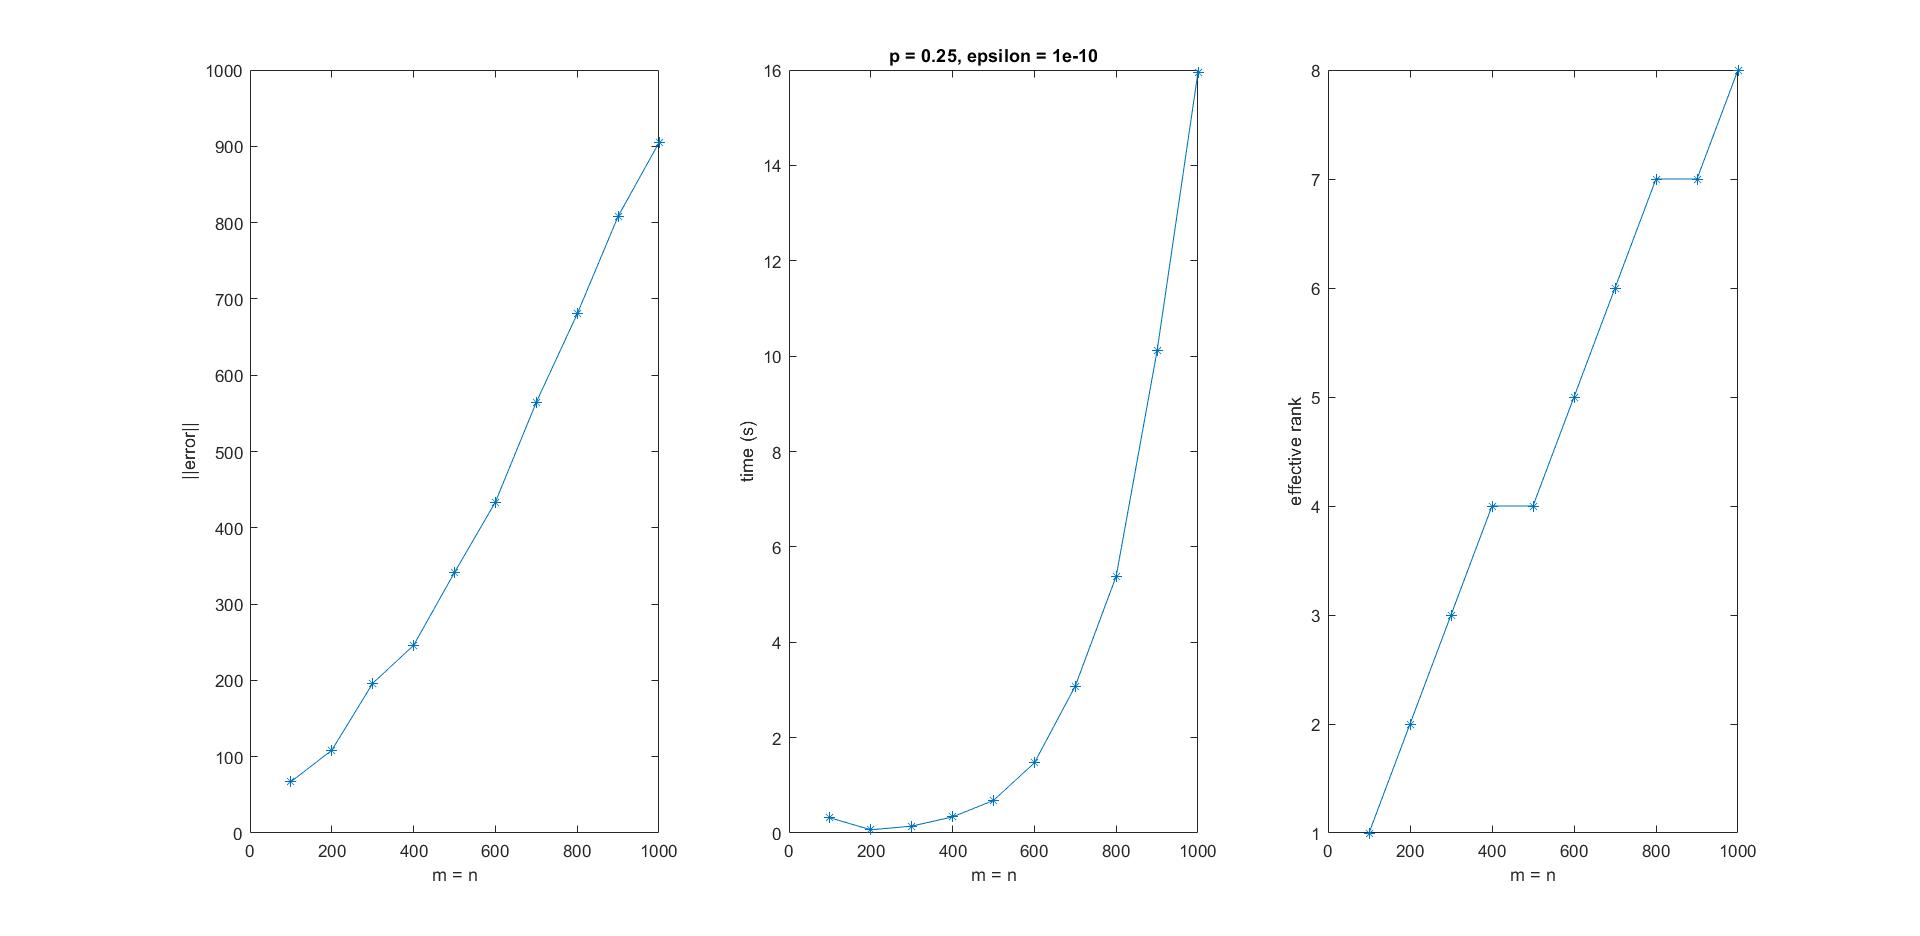 p = 0.25, epsilon = 1e-10
1000
900
800
700
600
500
400
300
200
100
0
||error||
0 200 400 600 800 1000
m = n
16
14
12
10
8
6
4
2
0
time (s)
0 200 400 600 800 1000
m = n
8
7
6
5
4
3
2
1
effective rank
0 200 400 600 800 1000
m = n